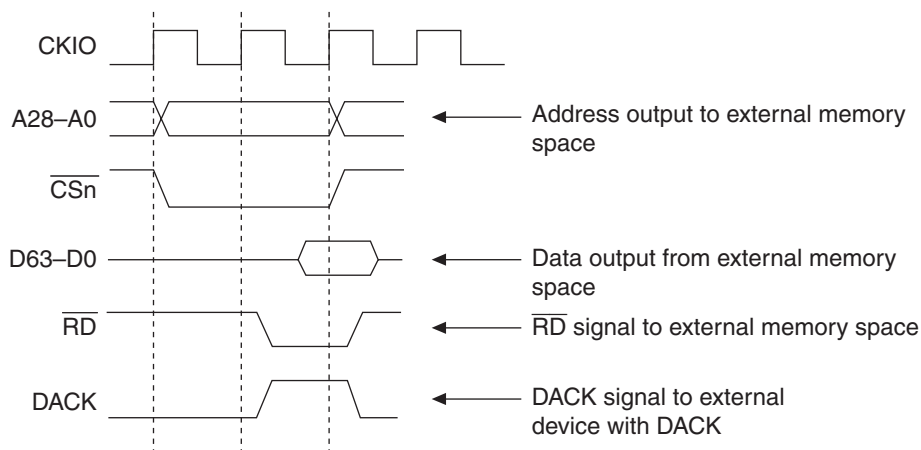 CKIO
A28–A0
Address output to external memory
space
CSn
D63–D0
Data output from external memory
space
RD
RD signal to external memory space
DACK
DACK signal to external
device with DACK